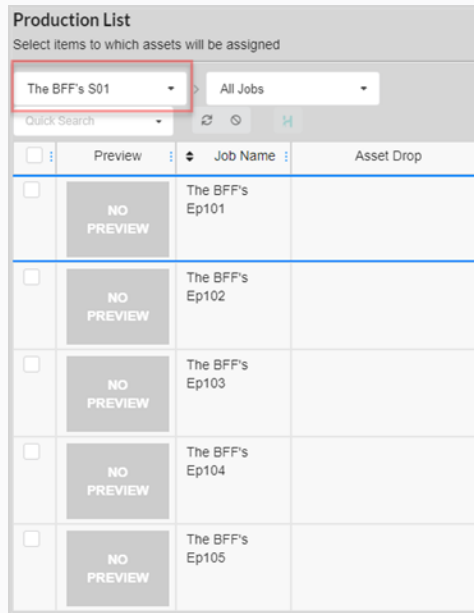 Production List
Select items to which assets will be assigned
The BFF's S01 > All Jobs
Quick Search
Preview Job Name Asset Drop
NO
PREVIEW
The BFF's
Ep101
NO
PREVIEW
The BFF's
Ep102
NO
PREVIEW
The BFF's
Ep103
NO
PREVIEW
The BFF's
Ep104
NO
PREVIEW
The BFF's
Ep105